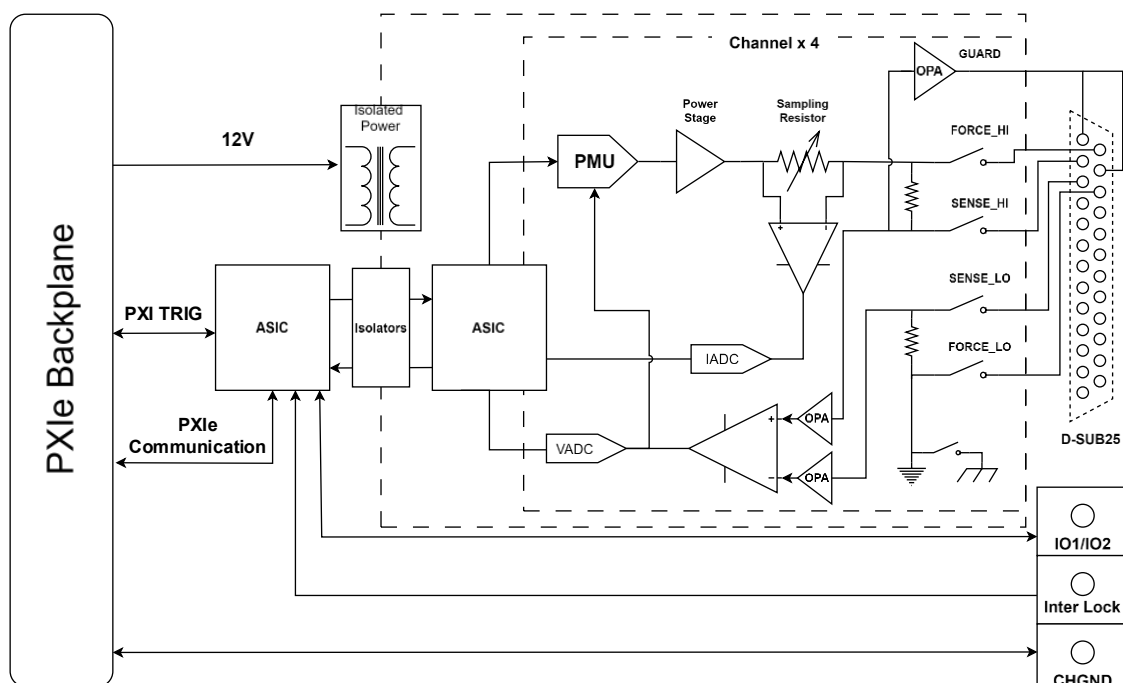 Channel x 4
GUARD
OPA
Isolated
Power
Power
Stage
Sampling
Resistor
12V
PMU
FORCE_HI
SENSE_HI
+
-
PXIe Backplane
PXI TRIG
ASIC
Isolators
ASIC
SENSE_LO
FORCE_LO
IADC
PXIe
Communication
VADC
+
OPA
−
OPA
D-SUB25
IO1/IO2
Inter Lock
CHGND